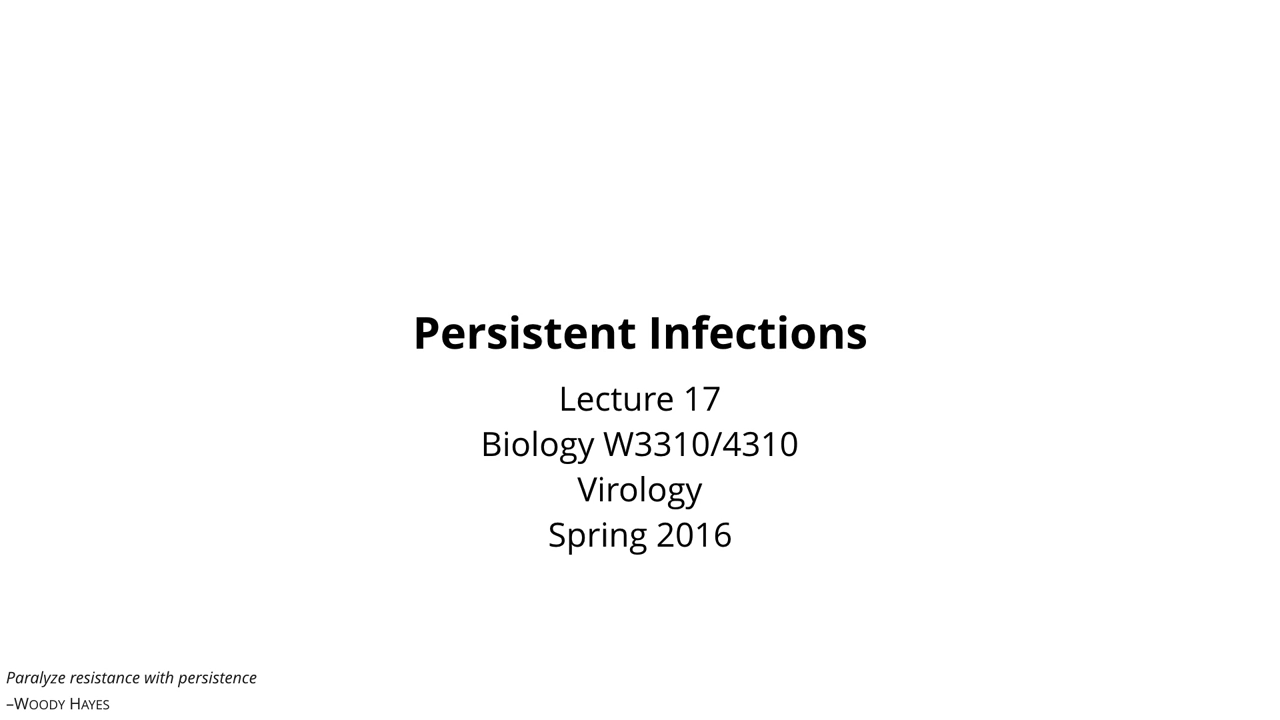 Persistent Infections
Lecture 17
Biology W3310/4310
Virology
Spring 2016
Paralyze resistance with persistence
–WOODY HAYES